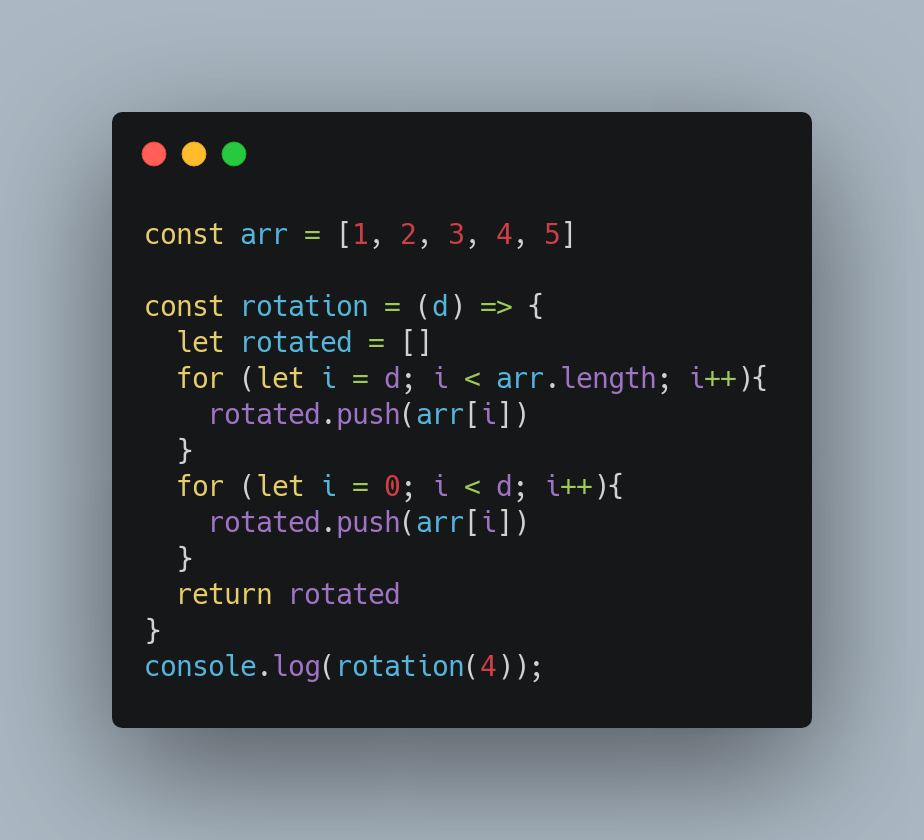 const arr = [1, 2, 3, 4, 5]

const rotation = (d) => {
  let rotated = []
  for (let i = d; i < arr.length; i++){
    rotated.push(arr[i])
  }
  for (let i = 0; i < d; i++){
    rotated.push(arr[i])
  }
  return rotated
}
console.log(rotation(4));